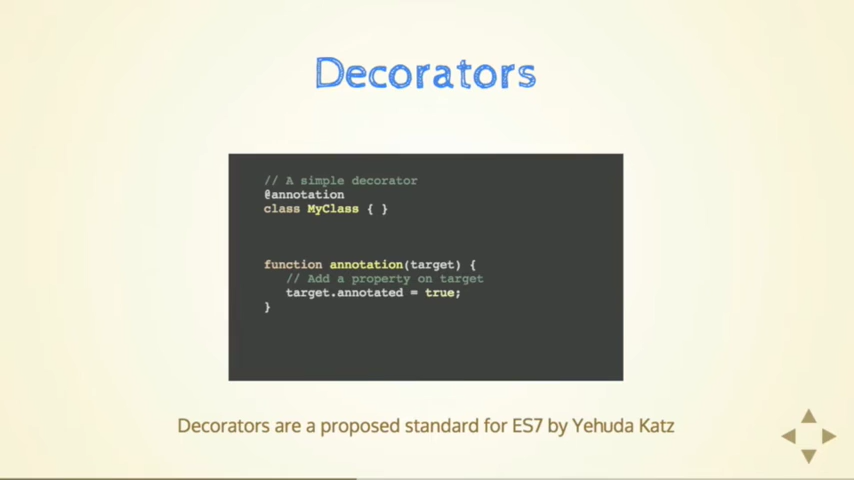 Decorators
// A simple decorator
@annotation
class MyClass { }
function annotation(target) {
// Add a property on target
target.annotated = true;
}
Decorators are a proposed standard for ES7 by Yehuda Katz